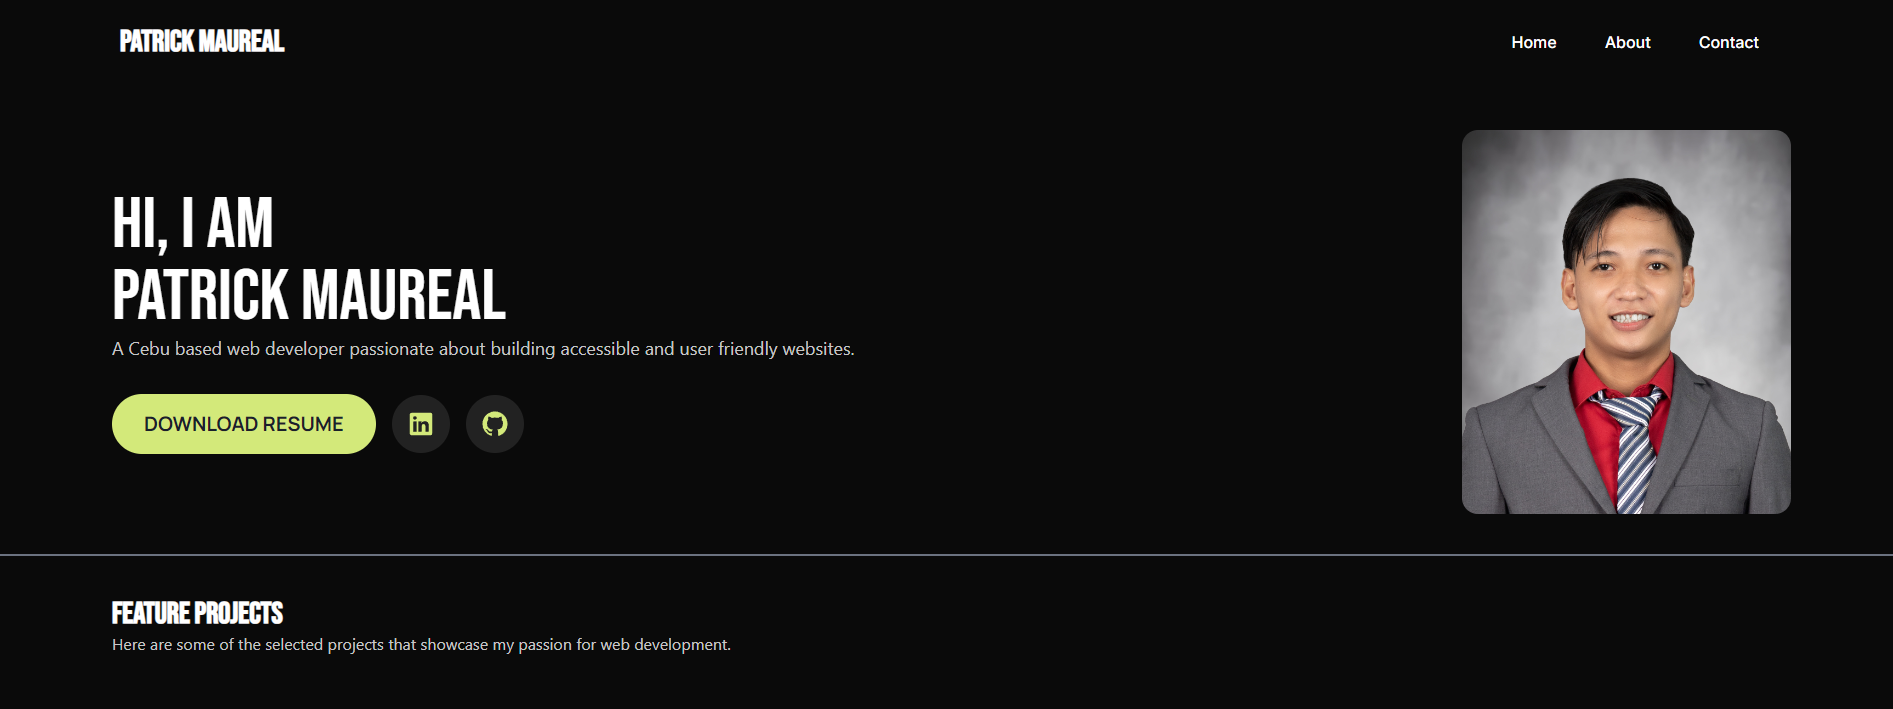 PATRICK MAUREAL
Home About Contact
HI, I AM
PATRICK MAUREAL
A Cebu based web developer passionate about building accessible and user friendly websites.
DOWNLOAD RESUME
in
FEATURE PROJECTS
Here are some of the selected projects that showcase my passion for web development.